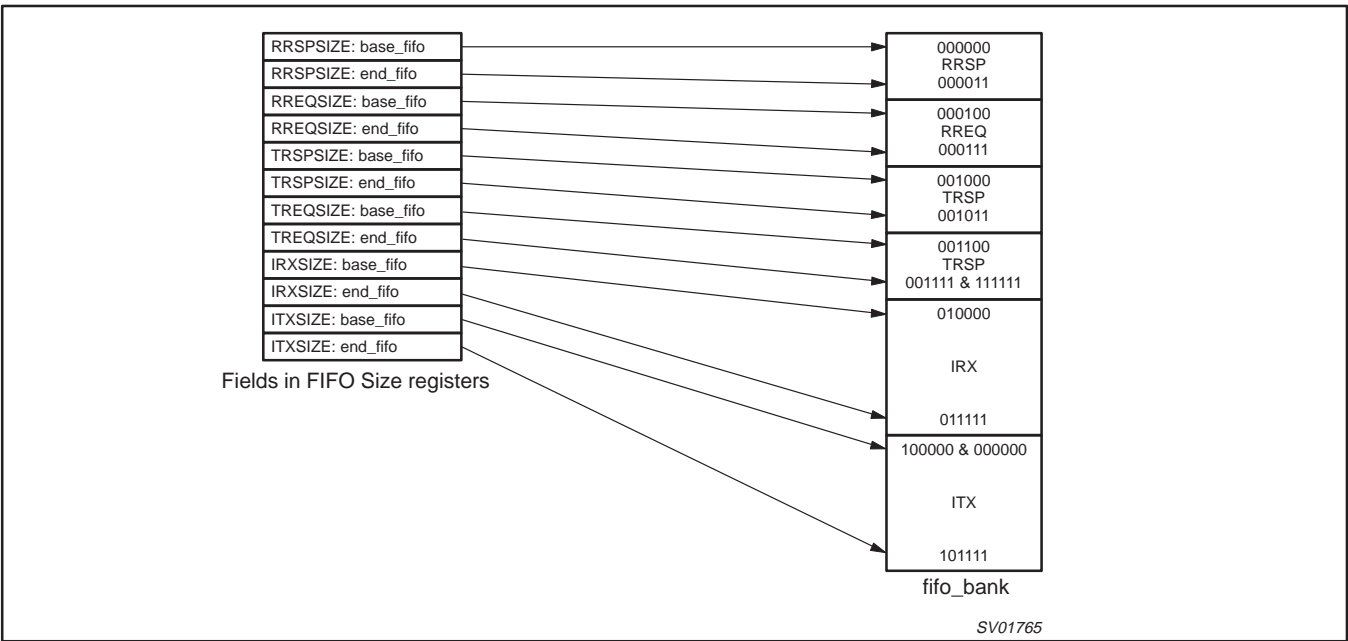 RRSPSIZE: base_fifo
RRSPSIZE: end_fifo
RREQSIZE: base_fifo
RREQSIZE: end_fifo
TRSPSIZE: base_fifo
TRSPSIZE: end_fifo
TREQSIZE: base_fifo
TREQSIZE: end_fifo
IRXSIZE: base_fifo
IRXSIZE: end_fifo
ITXSIZE: base_fifo
ITXSIZE: end_fifo
Fields in FIFO Size registers
000000
RRSP
000011
000100
RREQ
000111
001000
TRSP
001011
001100
TRSP
001111 & 111111
010000
IRX
011111
100000 & 000000
ITX
101111
fifo_bank
SV01765